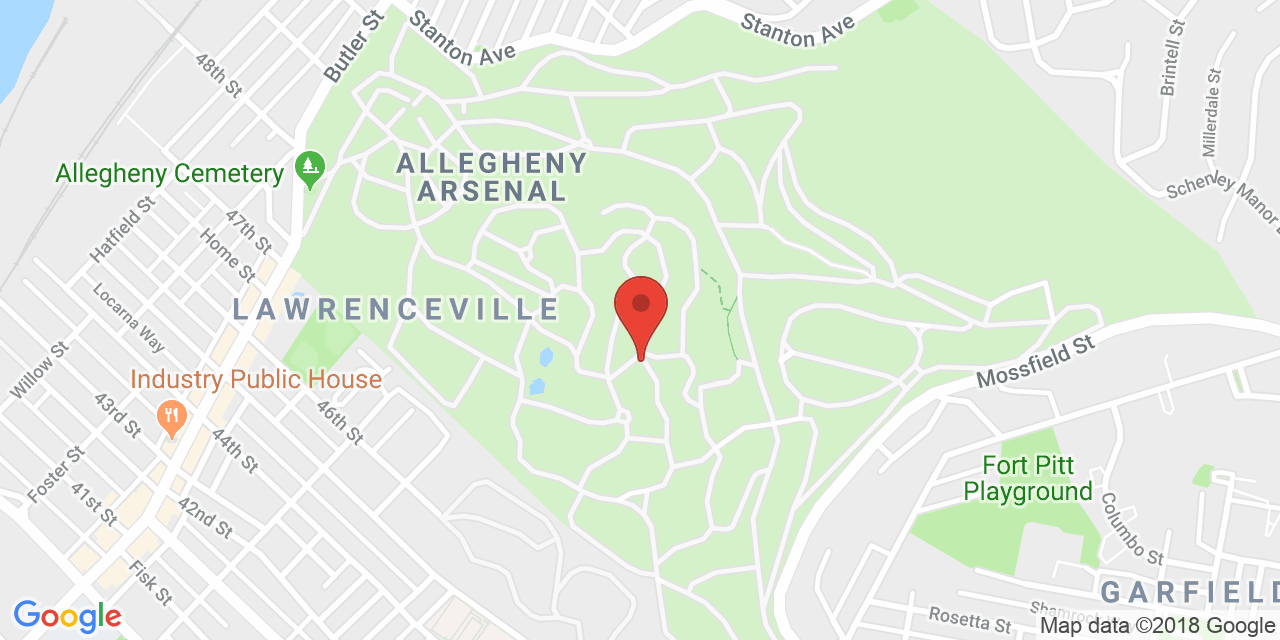 Butler St
Stanton Ave
Stanton Ave
Brintell St
Millerdale St
48th St
Allegheny Cemetery
ALLEGHENY
ARSENAL
Schenley Manor
Hatfield St
47th St
Home St
Locarna Way
LAWRENCEVILLE
Willow St
Mossfield St
Industry Public House
43rd St
46th St
44th St
Foster St
41st St
42nd St
Fort Pitt
Playground
Columbo St
Fisk St
GARFIELD
Shamrock
Rosetta St
Google
Map data ©2018 Google